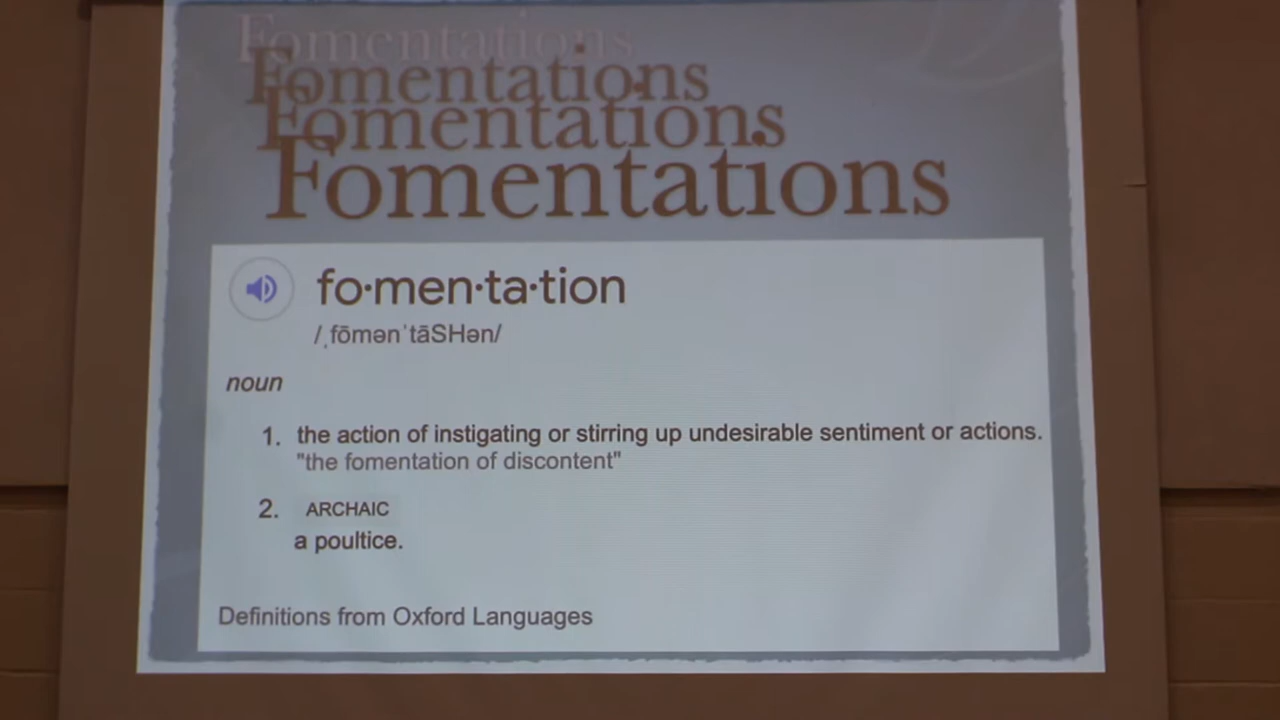 Fomentations
Fomentations
Fomentations
Fomentations
fo·men·ta·tion
/ˌfōmənˈtāSHən/
noun
1. the action of instigating or stirring up undesirable sentiment or actions.
"the fomentation of discontent"
2. ARCHAIC
a poultice.
Definitions from Oxford Languages